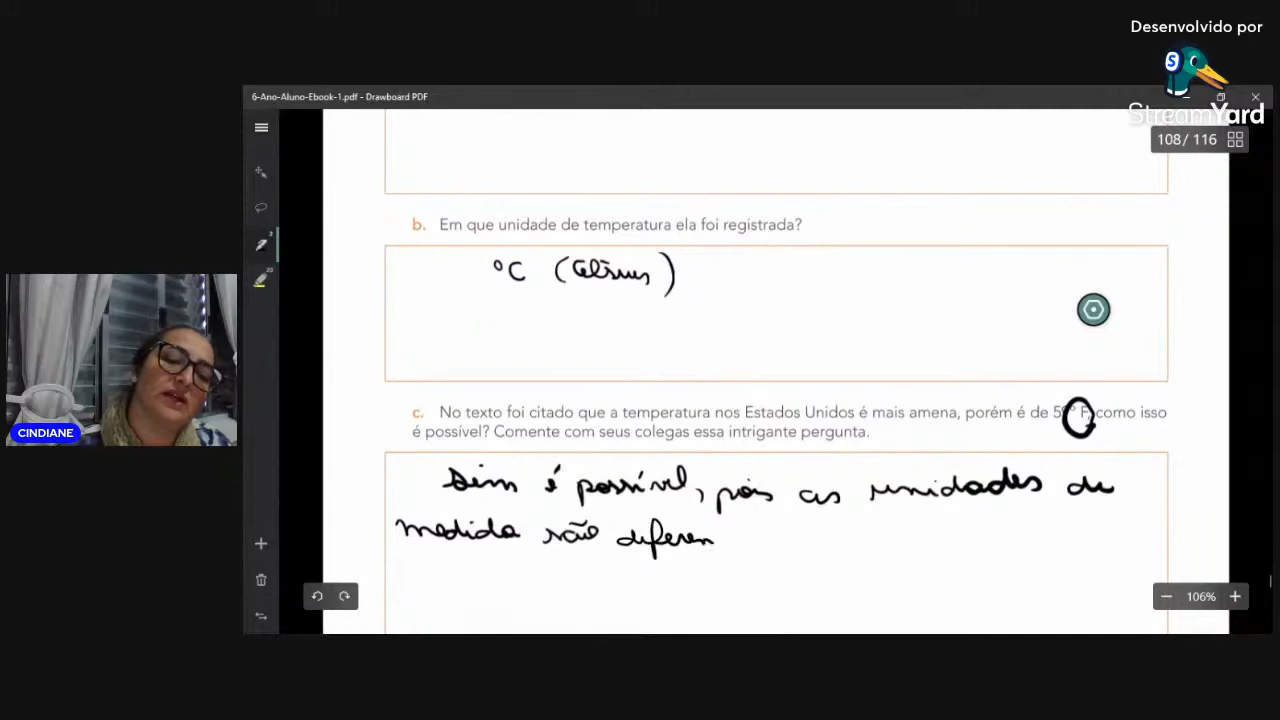 Desenvolvido por
S
StreamYard
6-Ano-Aluno-Ebook-1.pdf - Drawboard PDF
108 / 116
b. Em que unidade de temperatura ela foi registrada?
°C (Celsius)
c. No texto foi citado que a temperatura nos Estados Unidos é mais amena, porém é de F, como isso
é possível? Comente com seus colegas essa intrigante pergunta.
CINDIANE
Sim é possível, pois as unidades de
medida são diferen
106%